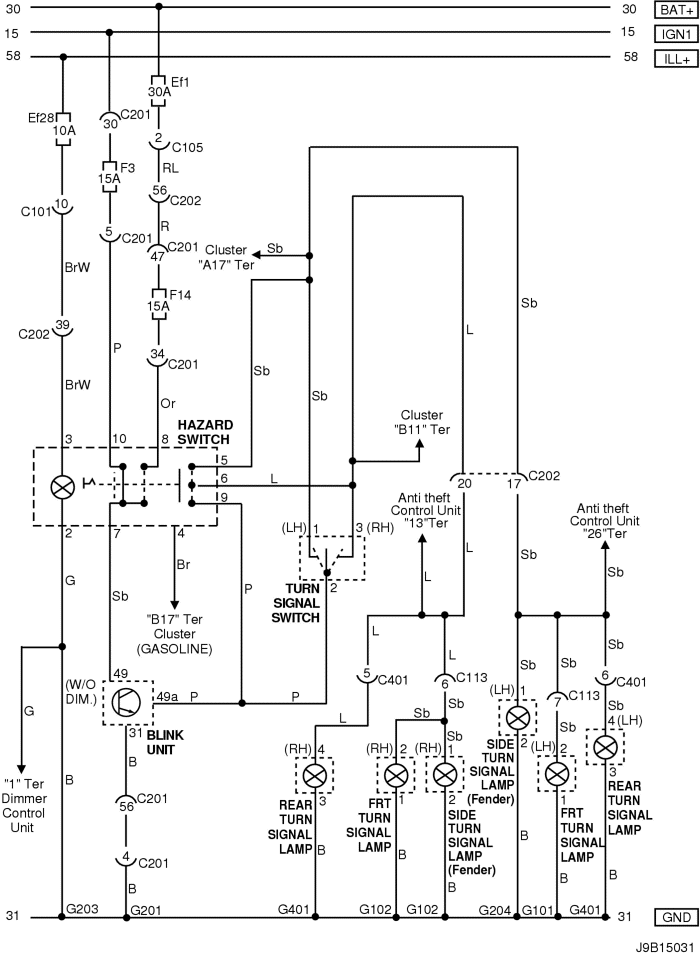 30
30
BAT+
15
15
IGN1
58
58
ILL+
Ef1
30A
Ef28
10A
C201
30
2
C105
F3
15A
RL
56
C202
10
C101
5
C201
R
C201
47
Cluster
"A17" Ter
Sb
BrW
F14
15A
Sb
39
C202
P
34
C201
L
Sb
Sb
BrW
Or
Cluster
"B11" Ter
HAZARD
SWITCH
3
10
8
5
6
L
9
20
17
C202
Anti theft
Control Unit
"13"Ter
Anti theft
Control Unit
"26"Ter
2
7
4
(LH)
1
3
(RH)
G
Br
L
Sb
Sb
L
Sb
P
2
TURN
SIGNAL
SWITCH
"B17" Ter
Cluster
(GASOLINE)
L
L
Sb
Sb
Sb
49
(W/O
DIM.)
49a
P
P
5
C401
6
C113
(LH)
1
7
C113
6
C401
G
31
BLINK
UNIT
L
Sb
Sb
Sb
Sb
4
(LH)
2
SIDE
TURN
SIGNAL
LAMP
(Fender)
B
(RH)
4
(RH)
2
(RH)
1
(LH)
2
3
"1" Ter
Dimmer
Control
Unit
B
56
C201
3
1
2
1
REAR
TURN
SIGNAL
LAMP
REAR
TURN
SIGNAL
LAMP
FRT
TURN
SIGNAL
LAMP
SIDE
TURN
SIGNAL
LAMP
(Fender)
FRT
TURN
SIGNAL
LAMP
B
4
C201
B
B
B
B
B
B
31
G203
G201
G401
G102
G102
G204
G101
G401
31
GND
J9B15031